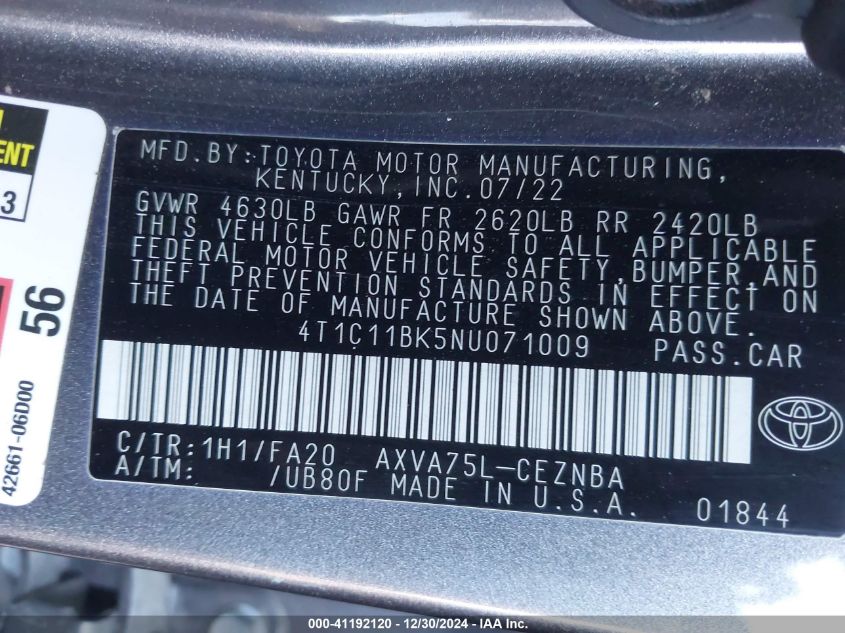 MFD.BY:TOYOTA MOTOR MANUFACTURING,
KENTUCKY, INC.07/22
GVWR 4630LB GAWR FR 2620LB RR 2420LB
THIS VEHICLE CONFORMS TO ALL APPLICABLE
FEDERAL MOTOR VEHICLE SAFETY,BUMPER,AND
THEFT PREVENTION STANDARDS IN EFFECT ON
THE DATE OF MANUFACTURE SHOWN ABOVE.
4T1C11BK5NU071009 PASS.CAR
C/TR:1H1/FA20 AXVA75L-CEZNBA
A/TM: /UB80F MADE IN U.S.A. 01844
3
56
42661-06D00
000-41192120 - 12/30/2024 - IAAI.COM